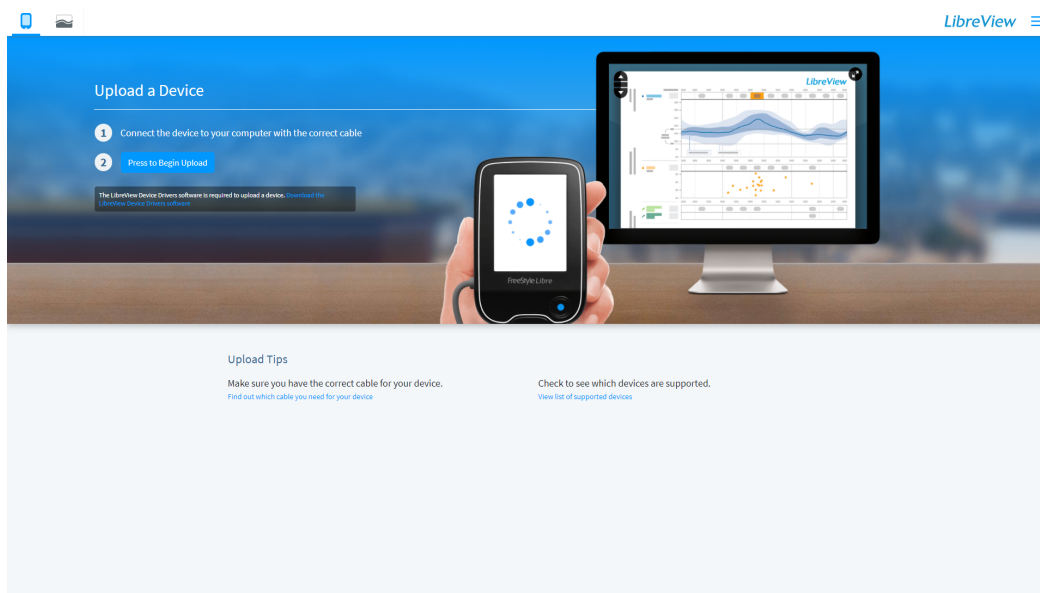 LibreView
Upload a Device
1 Connect the device to your computer with the correct cable
2 Press to Begin Upload
The LibreView Device Drivers software is required to upload a device. Download the
LibreView Device Drivers software
LibreView
FreeStyle Libre
Upload Tips
Make sure you have the correct cable for your device.
Find out which cable you need for your device
Check to see which devices are supported.
View list of supported devices